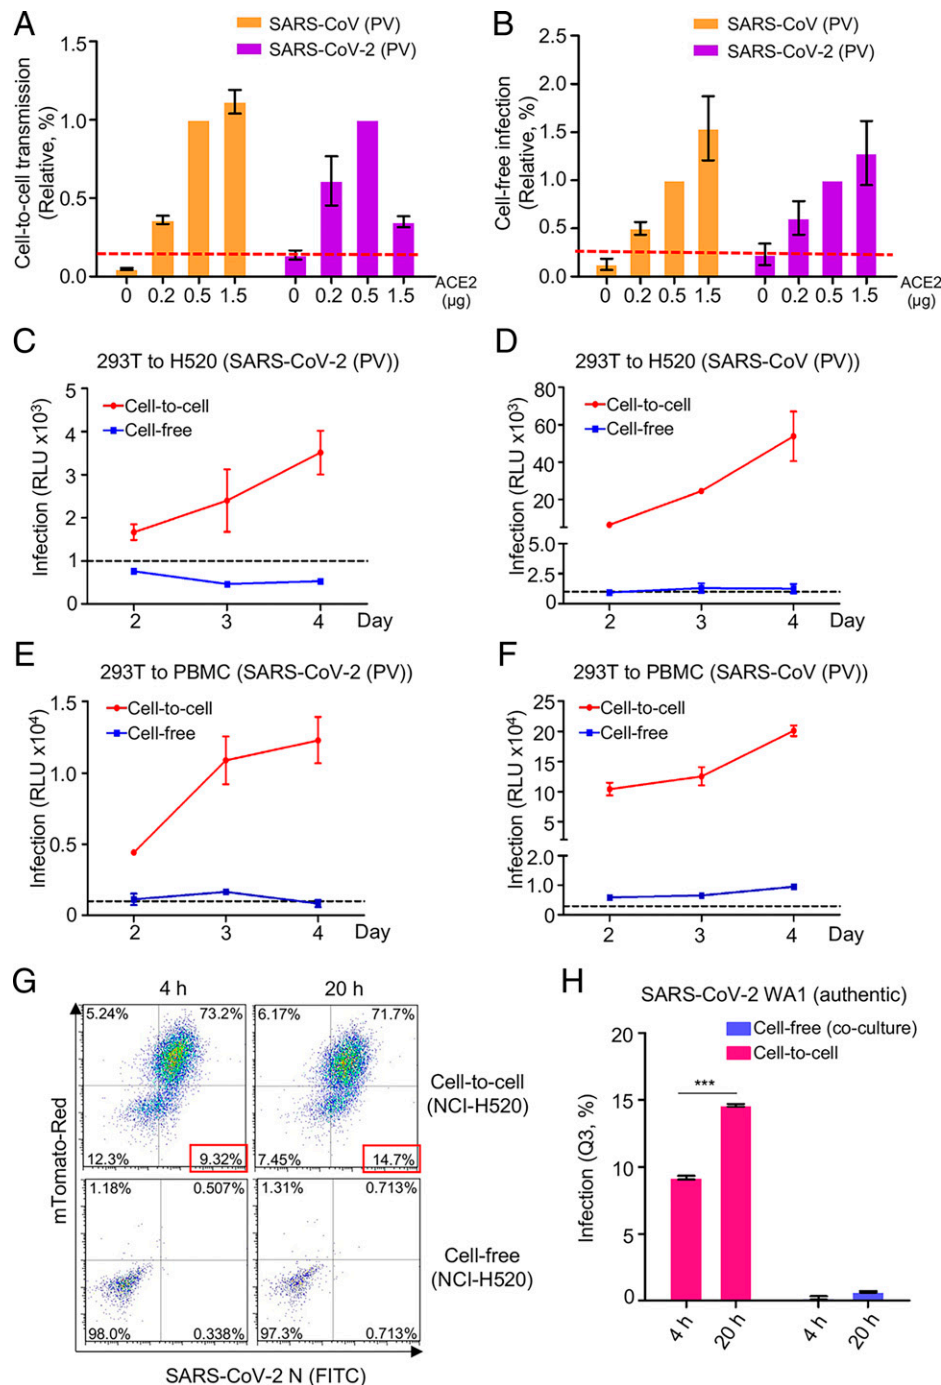 A
SARS-CoV (PV)
SARS-CoV-2 (PV)
Cell-to-cell transmission
(Relative, %)
1.5
1.0
0.5
0.0
0 0.2 0.5 1.5 0 0.2 0.5 1.5
ACE2
(µg)
B
SARS-CoV (PV)
SARS-CoV-2 (PV)
Cell-free infection
(Relative, %)
2.5
2.0
1.5
1.0
0.5
0.0
0 0.2 0.5 1.5 0 0.2 0.5 1.5
ACE2
(µg)
C
293T to H520 (SARS-CoV-2 (PV))
Cell-to-cell
Cell-free
Infection (RLU x10³)
5
4
3
2
1
0
2 3 4 Day
D
293T to H520 (SARS-CoV (PV))
Cell-to-cell
Cell-free
Infection (RLU x10³)
80
60
40
20
5.0
2.5
0
2 3 4 Day
E
293T to PBMC (SARS-CoV-2 (PV))
Cell-to-cell
Cell-free
Infection (RLU x10⁴)
1.5
1.0
0.5
0
2 3 4 Day
F
293T to PBMC (SARS-CoV (PV))
Cell-to-cell
Cell-free
Infection (RLU x10⁴)
25
20
15
10
5
2.0
1.0
0
2 3 4 Day
G
4 h 20 h
5.24% 73.2% 6.17% 71.7%
Cell-to-cell
(NCI-H520)
12.3% 9.32% 7.45% 14.7%
1.18% 0.507% 1.31% 0.713%
Cell-free
(NCI-H520)
98.0% 0.338% 97.3% 0.713%
mTomato-Red
SARS-CoV-2 N (FITC)
H
SARS-CoV-2 WA1 (authentic)
Cell-free (co-culture)
Cell-to-cell
***
Infection (Q3, %)
20
15
10
5
0
4 h 20 h 4 h 20 h